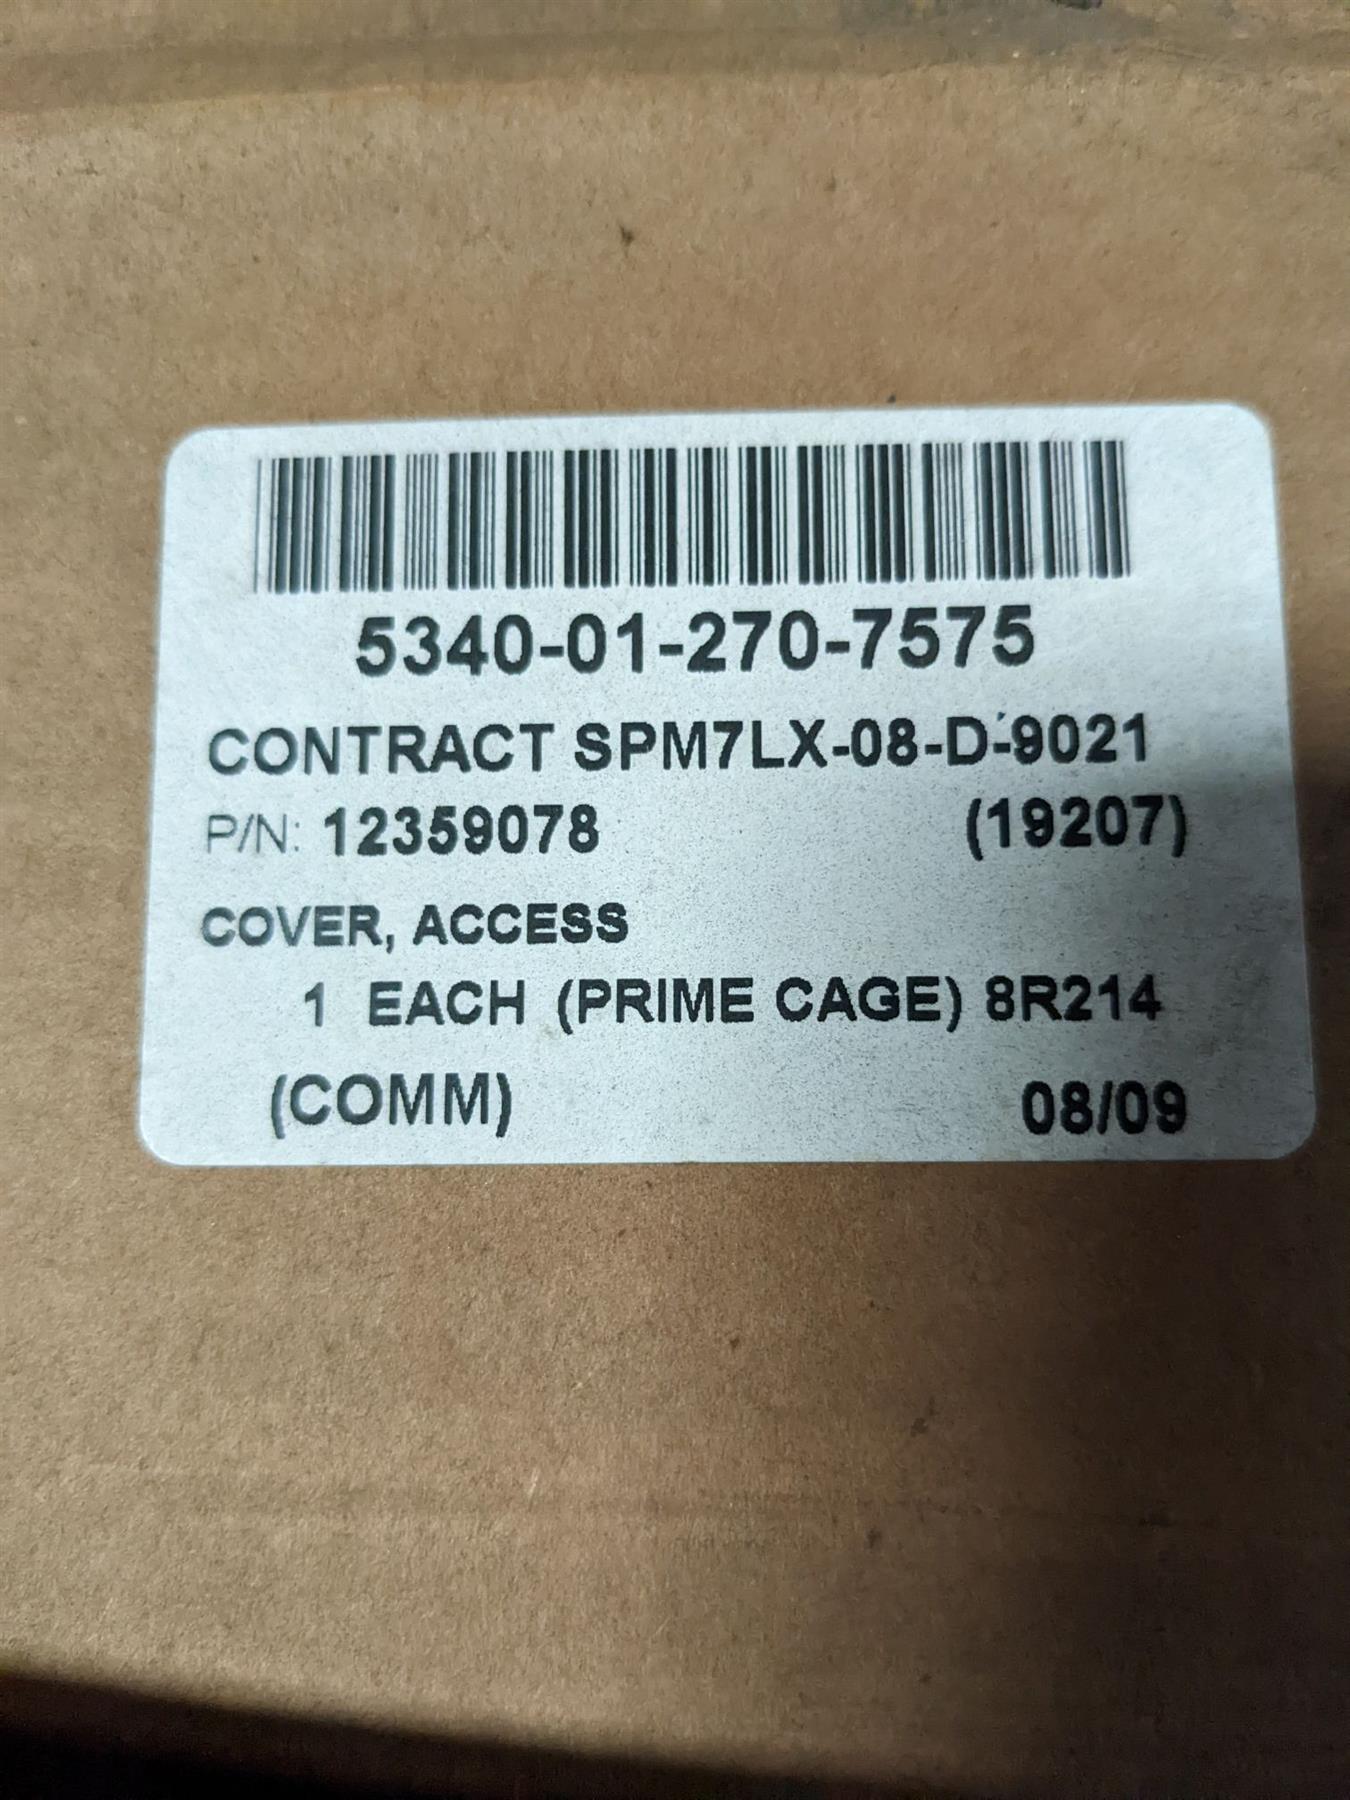 5340-01-270-7575
CONTRACT SPM7LX-08-D-9021
P/N: 12359078 (19207)
COVER, ACCESS
1 EACH (PRIME CAGE) 8R214
(COMM) 08/09